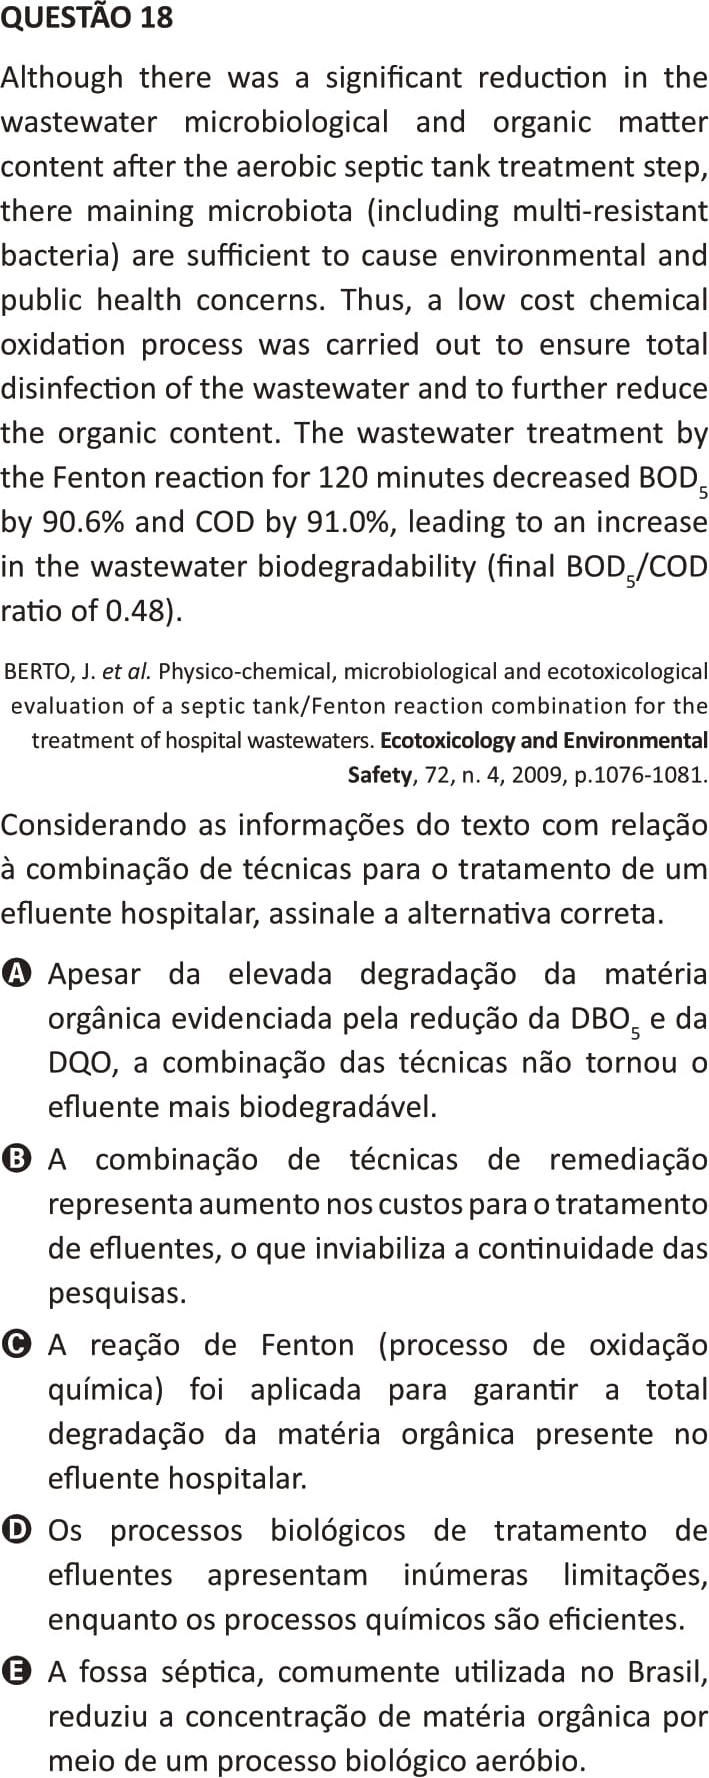 QUESTÃO 18
Although there was a significant reduction in the
wastewater microbiological and organic matter
content after the aerobic septic tank treatment step,
there maining microbiota (including multi-resistant
bacteria) are sufficient to cause environmental and
public health concerns. Thus, a low cost chemical
oxidation process was carried out to ensure total
disinfection of the wastewater and to further reduce
the organic content. The wastewater treatment by
the Fenton reaction for 120 minutes decreased BOD5
by 90.6% and COD by 91.0%, leading to an increase
in the wastewater biodegradability (final BOD5/COD
ratio of 0.48).
BERTO, J. et al. Physico-chemical, microbiological and ecotoxicological
evaluation of a septic tank/Fenton reaction combination for the
treatment of hospital wastewaters. Ecotoxicology and Environmental
Safety, 72, n. 4, 2009, p.1076-1081.
Considerando as informações do texto com relação
à combinação de técnicas para o tratamento de um
efluente hospitalar, assinale a alternativa correta.
A Apesar da elevada degradação da matéria
orgânica evidenciada pela redução da DBO5 e da
DQO, a combinação das técnicas não tornou o
efluente mais biodegradável.
B A combinação de técnicas de remediação
representa aumento nos custos para o tratamento
de efluentes, o que inviabiliza a continuidade das
pesquisas.
C A reação de Fenton (processo de oxidação
química) foi aplicada para garantir a total
degradação da matéria orgânica presente no
efluente hospitalar.
D Os processos biológicos de tratamento de
efluentes apresentam inúmeras limitações,
enquanto os processos químicos são eficientes.
E A fossa séptica, comumente utilizada no Brasil,
reduziu a concentração de matéria orgânica por
meio de um processo biológico aeróbio.